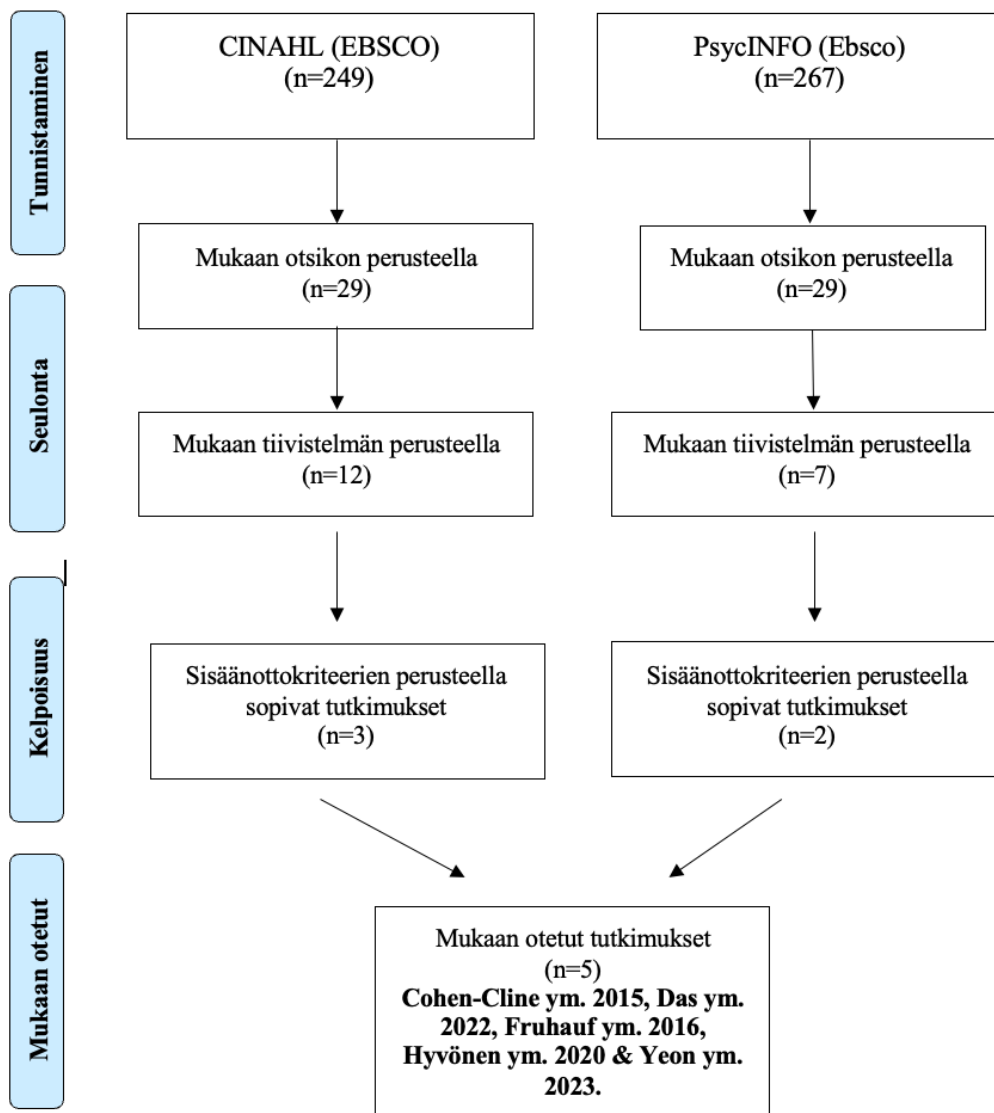 Tunnistaminen
CINAHL (EBSCO)
(n=249)
PsycINFO (Ebsco)
(n=267)
Mukaan otsikon perusteella
(n=29)
Mukaan otsikon perusteella
(n=29)
Seulonta
Mukaan tiivistelmän perusteella
(n=12)
Mukaan tiivistelmän perusteella
(n=7)
Kelpoisuus
Sisäänottokriteerien perusteella
sopivat tutkimukset
(n=3)
Sisäänottokriteerien perusteella
sopivat tutkimukset
(n=2)
Mukaan otetut
Mukaan otetut tutkimukset
(n=5)
Cohen-Cline ym. 2015, Das ym.
2022, Fruhauf ym. 2016,
Hyvönen ym. 2020 & Yeon ym.
2023.